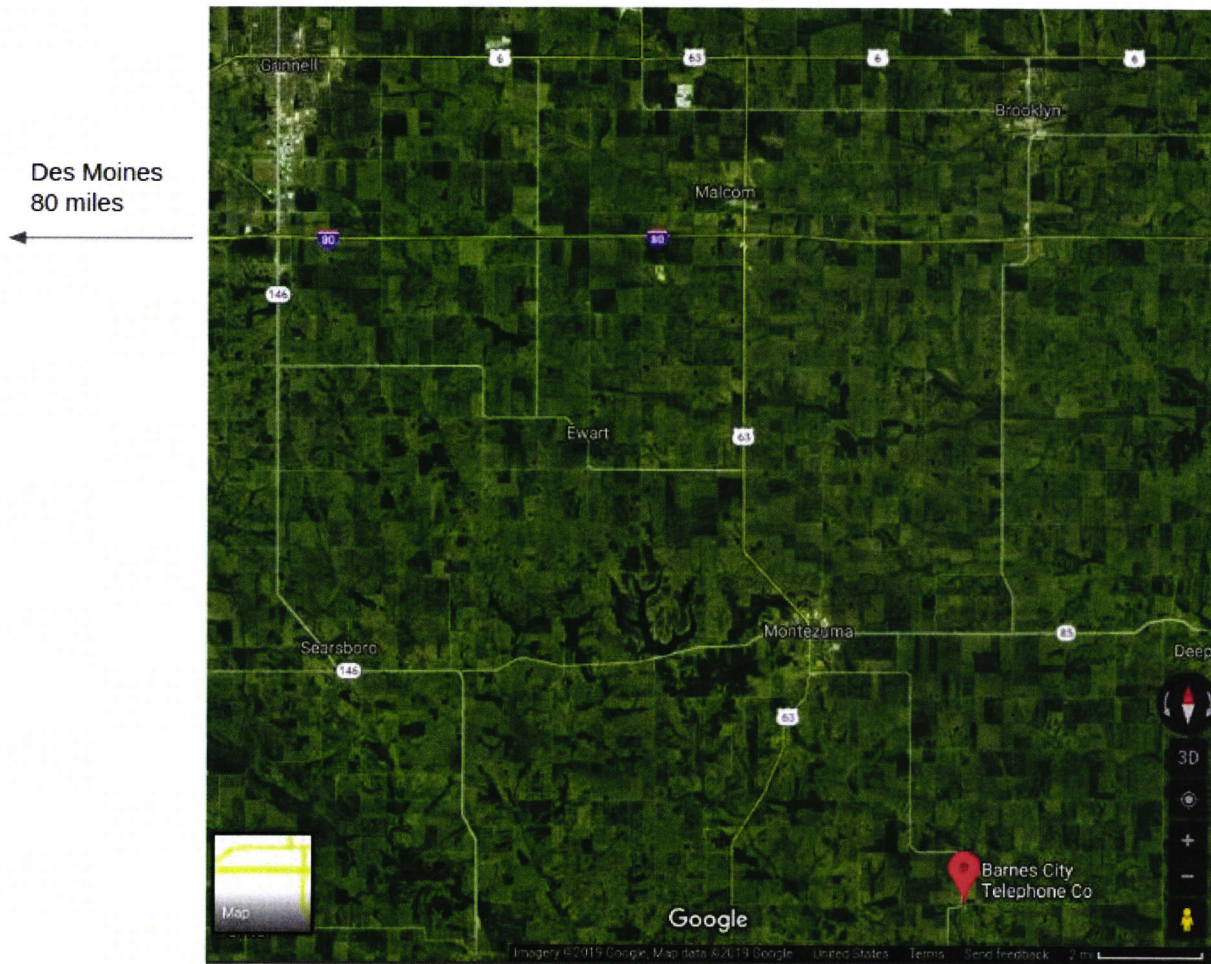 Grinnell
6
63
6
6
Brooklyn
Des Moines
80 miles
Malcom
80
80
146
Ewart
63
Montezuma
85
Searsboro
146
Deep
63
3D
+
Barnes City
−
Telephone Co
Map
Google
Imagery ©2019 Google, Map data ©2019 Google United States Terms Send feedback 2 mi